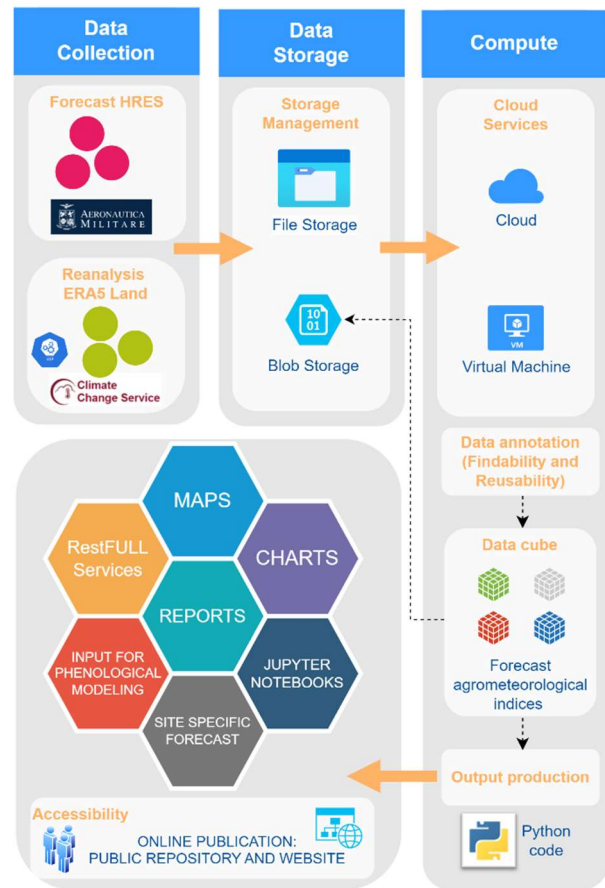 Data
Collection
Forecast HRES
AERONAUTICA
MILITARE
Reanalysis
ERA5 Land
Climate
Change Service
Data
Storage
Storage
Management
File Storage
10
01
Blob Storage
Compute
Cloud
Services
Cloud
VM
Virtual Machine
Data annotation
(Findability and
Reusability)
Data cube
Forecast
agrometeorological
indices
Output production
Python
code
MAPS
RestFULL
Services
CHARTS
REPORTS
INPUT FOR
PHENOLOGICAL
MODELING
JUPYTER
NOTEBOOKS
SITE SPECIFIC
FORECAST
Accessibility
ONLINE PUBLICATION:
PUBLIC REPOSITORY AND WEBSITE